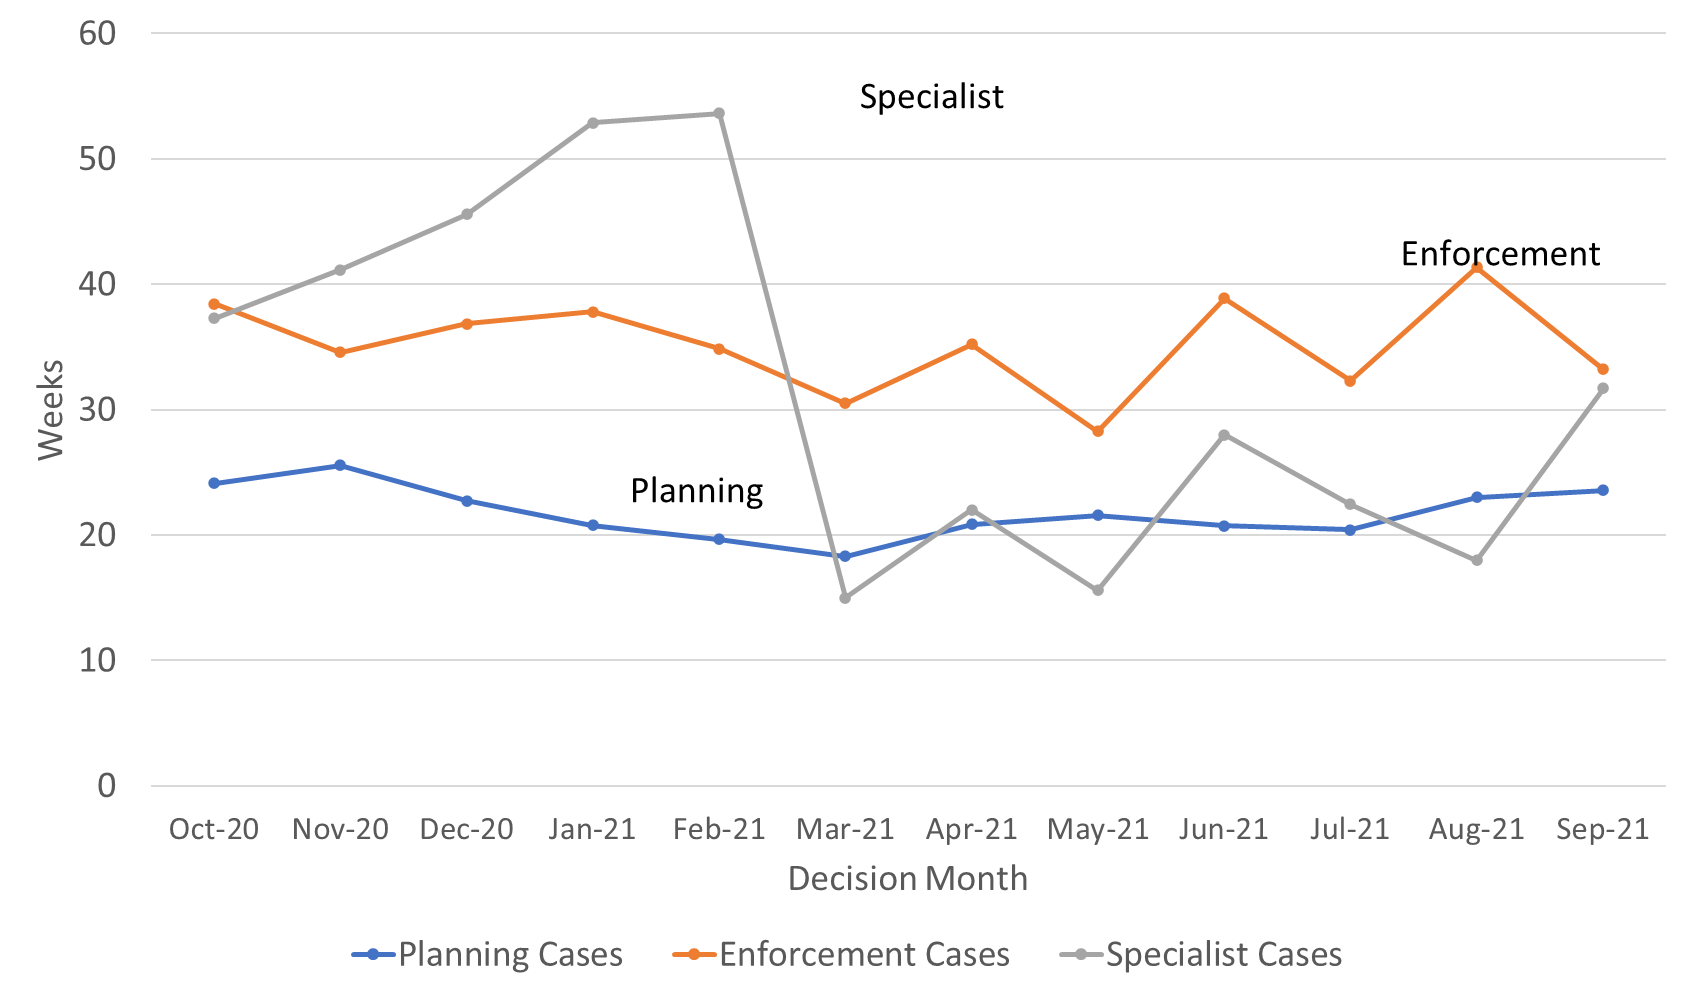 60
Specialist
50
Enforcement
40
Weeks
30
Planning
20
10
0
Oct-20 Nov-20 Dec-20 Jan-21 Feb-21 Mar-21 Apr-21 May-21 Jun-21 Jul-21 Aug-21 Sep-21
Decision Month
Planning Cases Enforcement Cases Specialist Cases